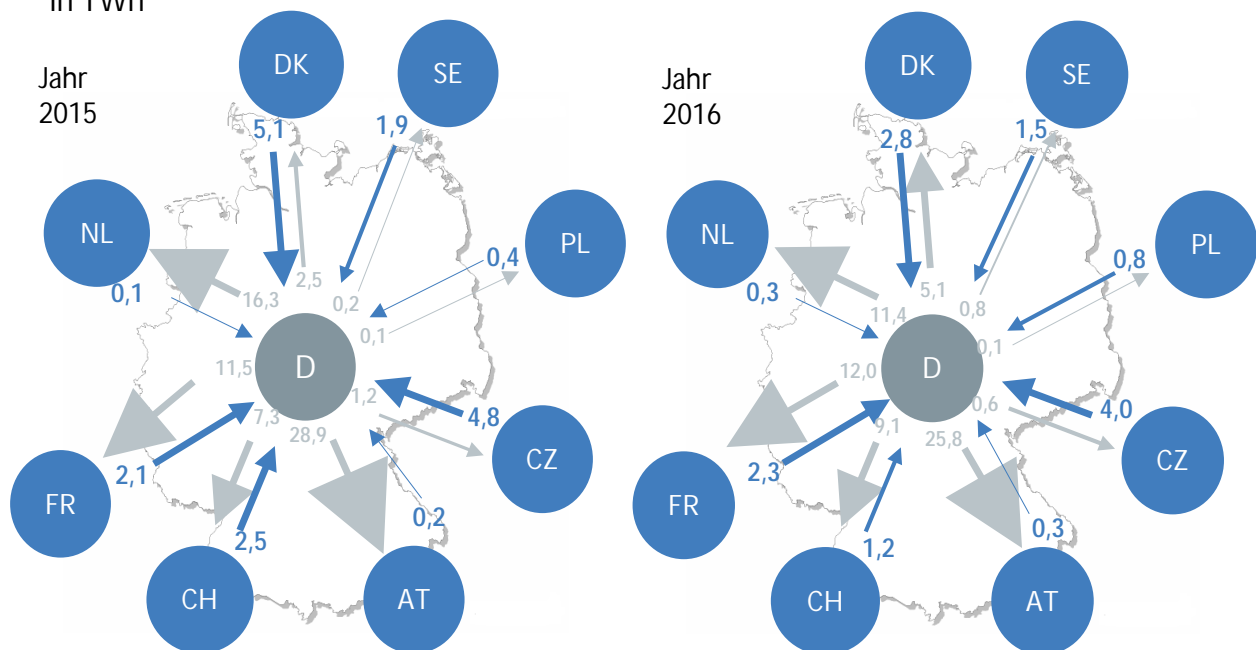 in TWh
Jahr
2015
DK
SE
5,1
1,9
NL
PL
0,4
0,1
16,3
2,5
0,2
0,1
11,5
D
1,2
7,3
28,9
4,8
CZ
2,1
FR
0,2
2,5
CH
AT
Jahr
2016
DK
SE
2,8
1,5
NL
PL
0,8
0,3
11,4
5,1
0,8
0,1
12,0
D
0,6
9,1
25,8
4,0
CZ
2,3
FR
0,3
1,2
CH
AT